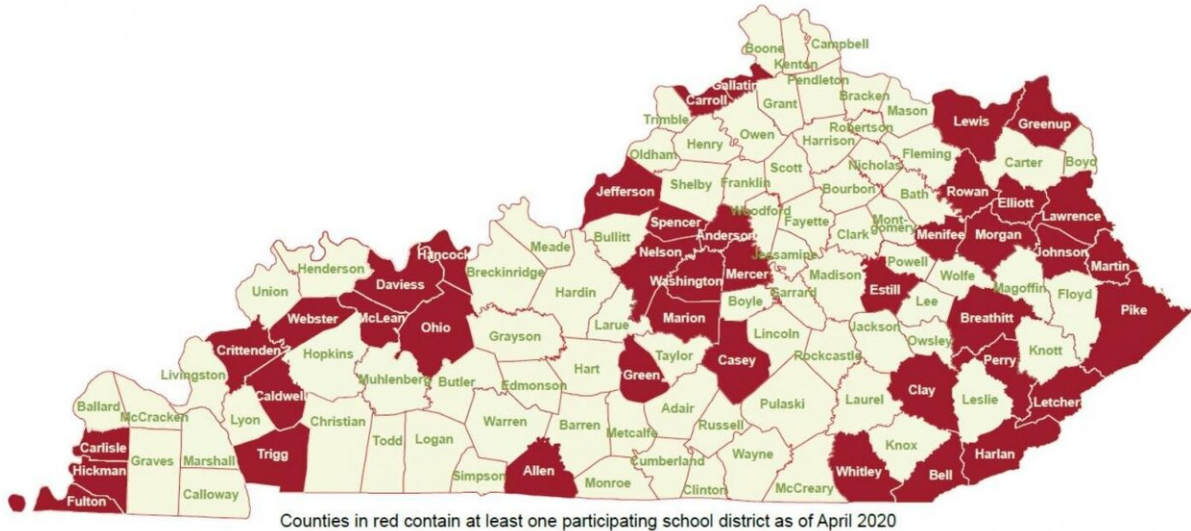 Boone
Campbell
Kenton
Pendleton
Gallatin
Carroll
Grant
Bracken
Mason
Lewis
Greenup
Trimble
Owen
Robertson
Henry
Harrison
Oldham
Fleming
Carter
Boyd
Scott
Nicholas
Jefferson
Shelby
Franklin
Bourbon
Bath
Rowan
Elliott
Woodford
Fayette
Lawrence
Spencer
Anderson
Clark
Mont-
gomery
Menifee
Morgan
Bullitt
Meade
Hancock
Nelson
Jessamine
Johnson
Martin
Powell
Henderson
Daviess
Breckinridge
Washington
Mercer
Madison
Wolfe
Magoffin
Floyd
Union
Hardin
Garrard
Estill
Lee
Pike
Webster
McLean
Ohio
Larue
Marion
Boyle
Breathitt
Crittenden
Hopkins
Grayson
Lincoln
Jackson
Owsley
Knott
Taylor
Casey
Rockcastle
Perry
Livingston
Muhlenberg
Butler
Edmonson
Hart
Green
Caldwell
Clay
Leslie
Letcher
Ballard
McCracken
Lyon
Christian
Warren
Barren
Metcalfe
Adair
Pulaski
Laurel
Russell
Carlisle
Todd
Logan
Knox
Graves
Marshall
Trigg
Allen
Cumberland
Wayne
Harlan
Hickman
Simpson
Monroe
Clinton
McCreary
Whitley
Bell
Fulton
Calloway
Counties in red contain at least one participating school district as of April 2020